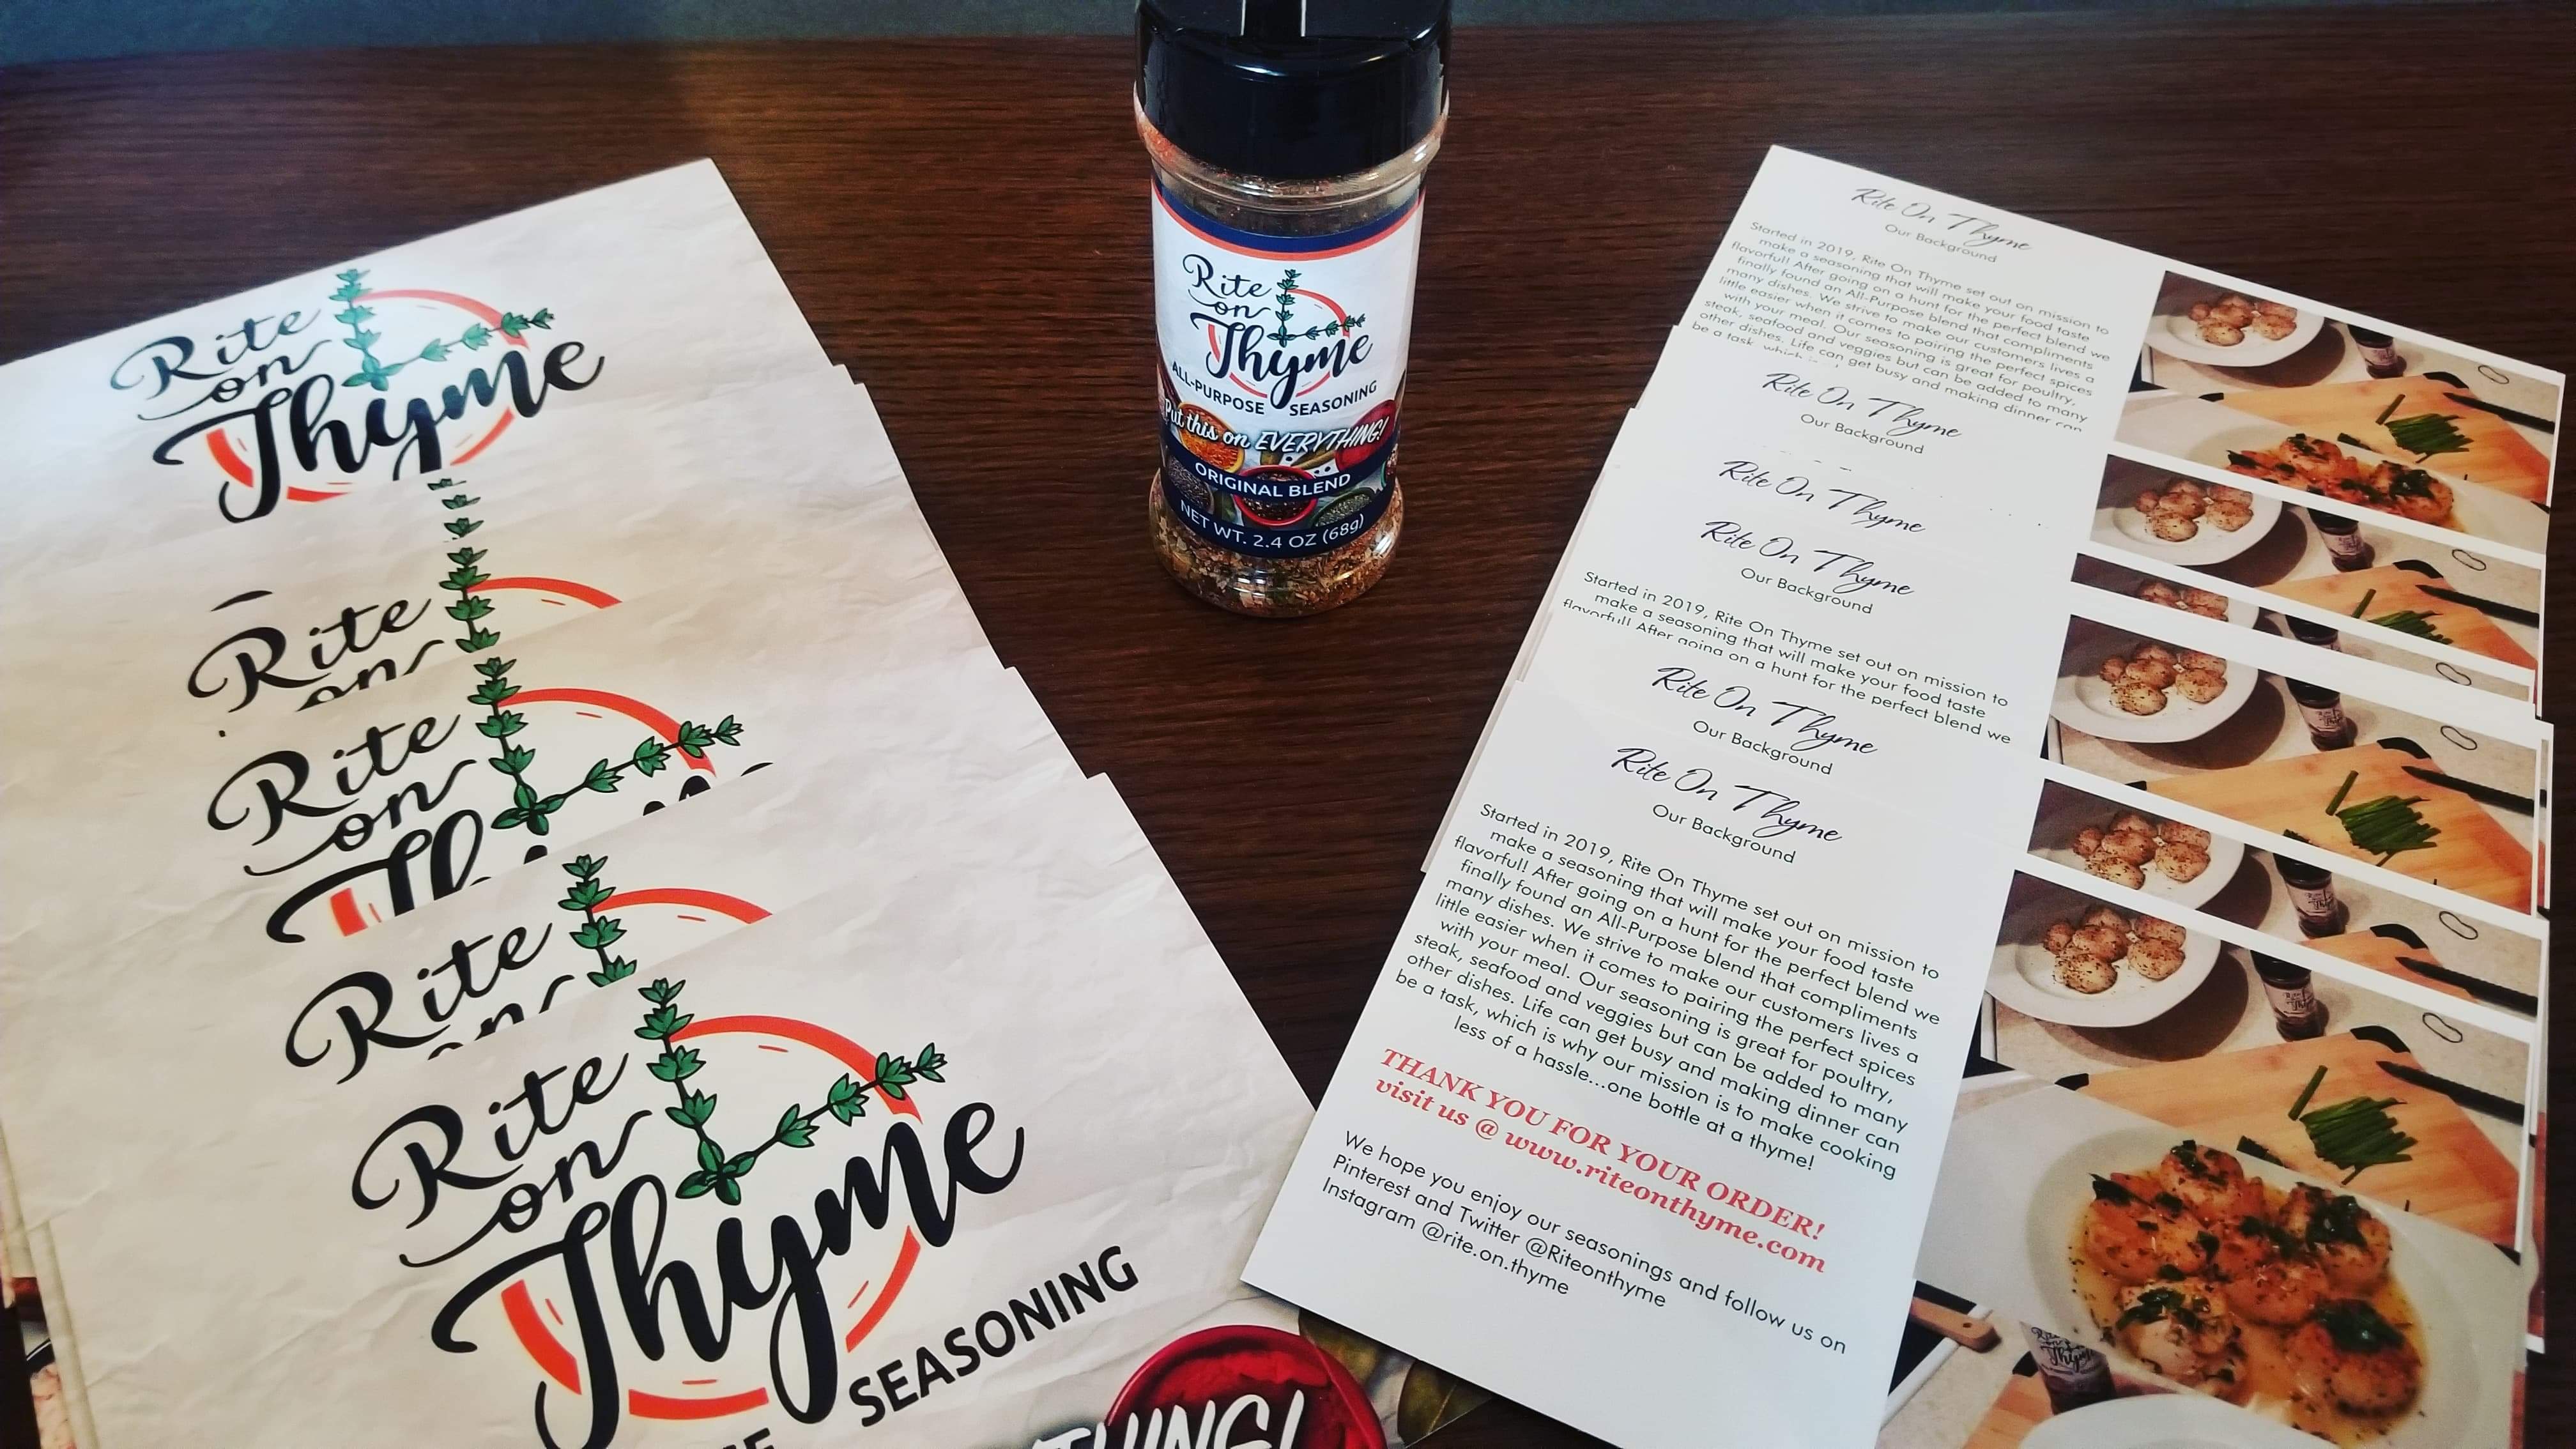 Rite
on
Thyme
Rite
on
Rite
on
Th
Rite
on
Rite
on
Thyme
SEASONING
THING!
Rite
on
Thyme
ALL-PURPOSE SEASONING
Put this on EVERYTHING!
ORIGINAL BLEND
NET WT. 2.4 OZ (68g)
Rite On Thyme
Our Background
Started in 2019, Rite On Thyme set out on mission to
make a seasoning that will make your food taste
flavorful! After going on a hunt for the perfect blend we
finally found an All-Purpose blend that compliments
many dishes. We strive to make our customers lives a
little easier when it comes to pairing the perfect spices
with your meal. Our seasoning is great for poultry,
steak, seafood and veggies but can be added to many
other dishes. Life can get busy and making dinner can
be a task which is
Rite On Thyme
Our Background
Rite On Thyme
Rite On Thyme
Our Background
Started in 2019, Rite On Thyme set out on mission to
make a seasoning that will make your food taste
flavorful! After going on a hunt for the perfect blend we
Rite On Thyme
Our Background
Rite On Thyme
Our Background
Started in 2019, Rite On Thyme set out on mission to
make a seasoning that will make your food taste
flavorful! After going on a hunt for the perfect blend we
finally found an All-Purpose blend that compliments
many dishes. We strive to make our customers lives a
little easier when it comes to pairing the perfect spices
with your meal. Our seasoning is great for poultry,
steak, seafood and veggies but can be added to many
other dishes. Life can get busy and making dinner can
be a task, which is why our mission is to make cooking
less of a hassle...one bottle at a thyme!
THANK YOU FOR YOUR ORDER!
visit us @ www.riteonthyme.com
We hope you enjoy our seasonings and follow us on
Pinterest and Twitter @Riteonthyme
Instagram @rite.on.thyme
Rite
on
Thyme